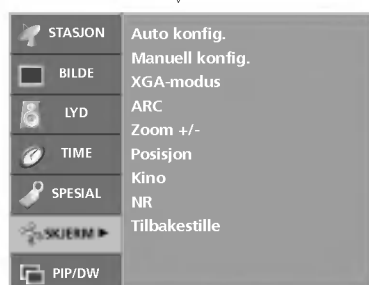 STASJON
BILDE
LYD
TIME
SPESIAL
SKJERM ►
PIP/DW
Auto konfig.
Manuell konfig.
XGA-modus
ARC
Zoom +/-
Posisjon
Kino
NR
Tilbakestille